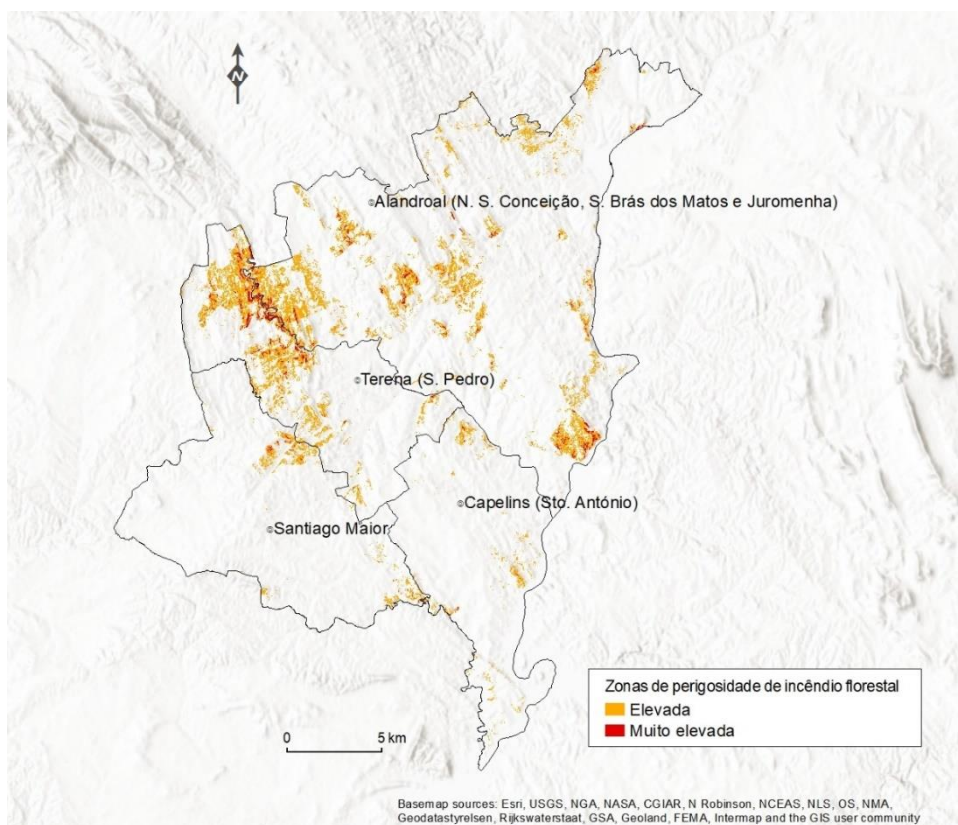 N
Alandroal (N. S. Conceição, S. Brás dos Matos e Juromenha)
Terena (S. Pedro)
Capelins (Sto. António)
Santiago Maior
Zonas de perigosidade de incêndio florestal
Elevada
Muito elevada
0 5 km
Basemap sources: Esri, USGS, NGA, NASA, CGIAR, N Robinson, NCEAS, NLS, OS, NMA,
Geodatastyrelsen, Rijkswaterstaat, GSA, Geoland, FEMA, Intermap and the GIS user community